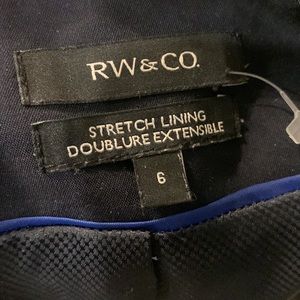 RW&CO.
STRETCH LINING
DOUBLURE EXTENSIBLE
6